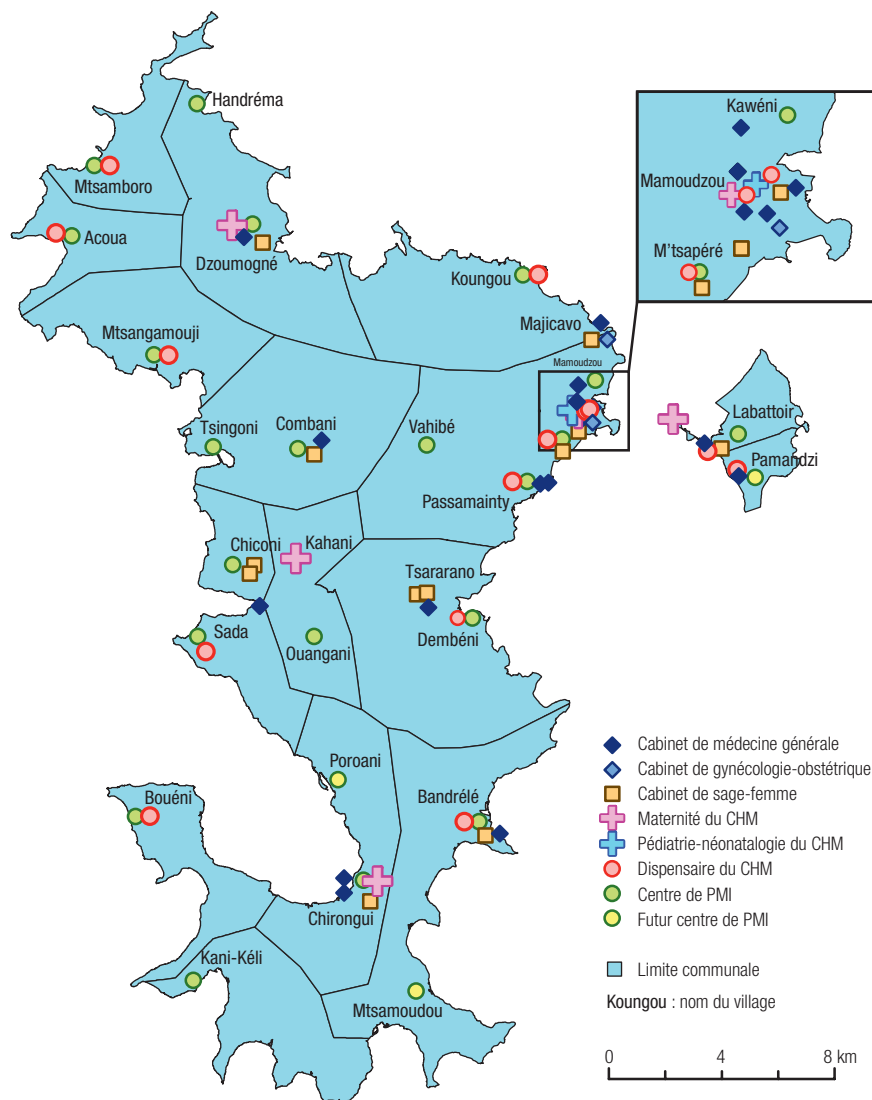 Handréma
Kawéni
Mtsamboro
Mamoudzou
Acoua
Dzoumogné
M'tsapéré
Koungou
Majicavo
Mtsangamouji
Mamoudzou
Labattoir
Tsingoni
Combani
Vahibé
Pamandzi
Passamainty
Chiconi
Kahani
Tsararano
Sada
Ouangani
Dembéni
Poroani
Bouéni
Bandrélé
Chirongui
Kani-Kéli
Mtsamoudou
Cabinet de médecine générale
Cabinet de gynécologie-obstétrique
Cabinet de sage-femme
Maternité du CHM
Pédiatrie-néonatalogie du CHM
Dispensaire du CHM
Centre de PMI
Futur centre de PMI
Limite communale
Koungou : nom du village
0 4 8 km